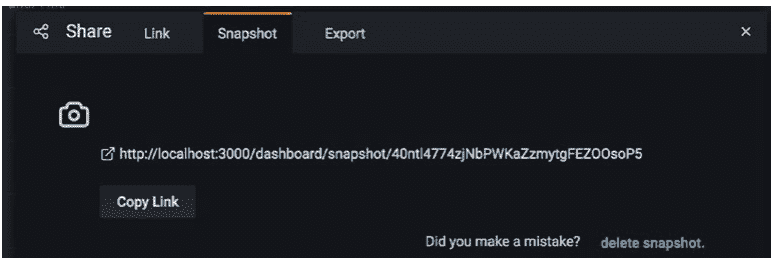 Share Link Snapshot Export
http://localhost:3000/dashboard/snapshot/40ntl4774zjNbPWKaZzmytgFEZOOsoP5
Copy Link
Did you make a mistake? delete snapshot.